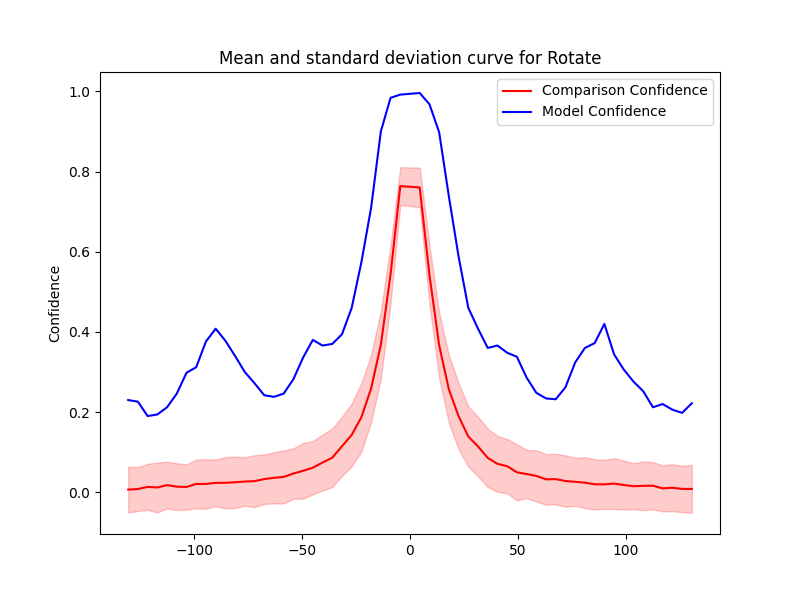 Mean and standard deviation curve for Rotate
Comparison Confidence
Model Confidence
Confidence
1.0
0.8
0.6
0.4
0.2
0.0
−100
−50
0
50
100